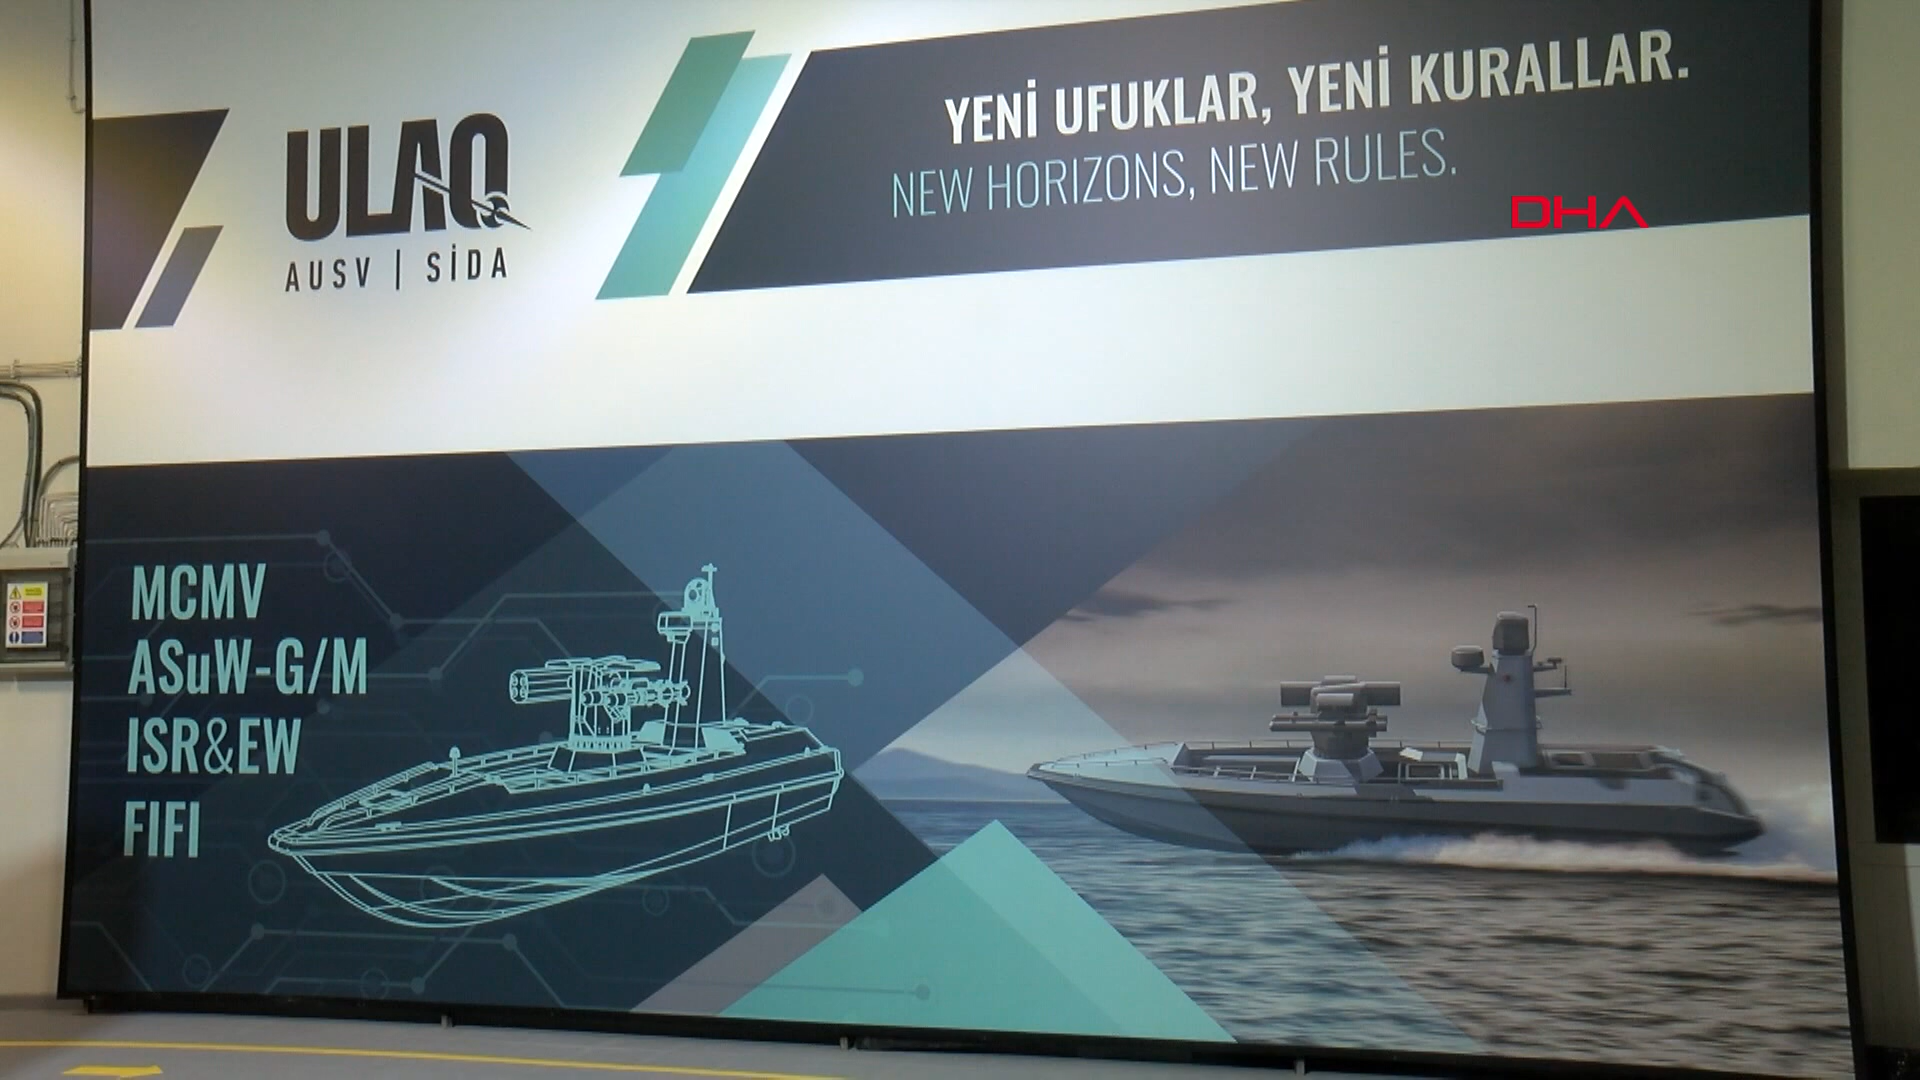 ULAQ
AUSV | SİDA
YENİ UFUKLAR, YENİ KURALLAR.
NEW HORIZONS, NEW RULES.
DHA
MCMV
ASuW-G/M
ISR&EW
FIFI